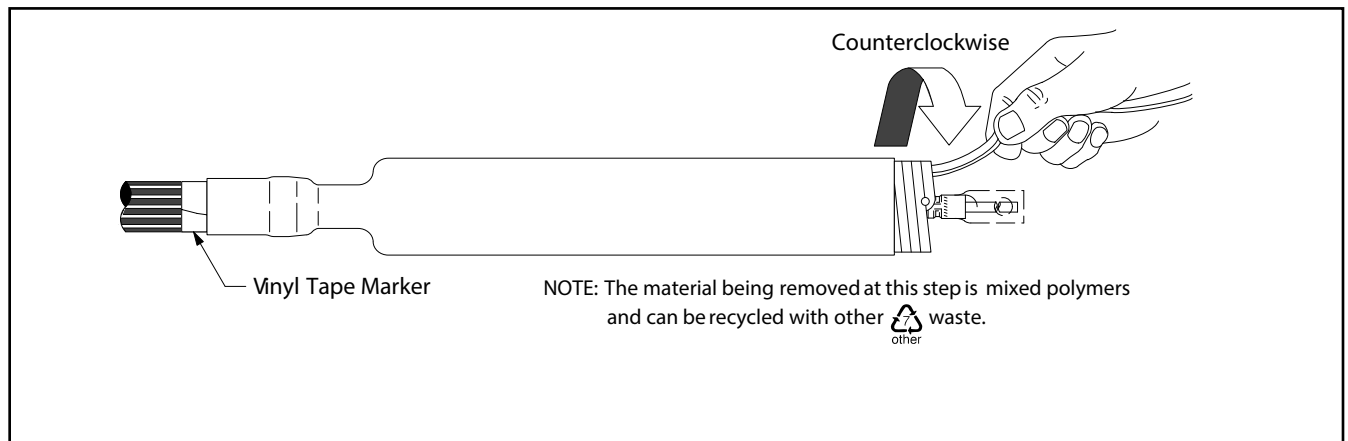 Counterclockwise
Vinyl Tape Marker
NOTE: The material being removed at this step is mixed polymers
and can be recycled with other 7 waste.
other